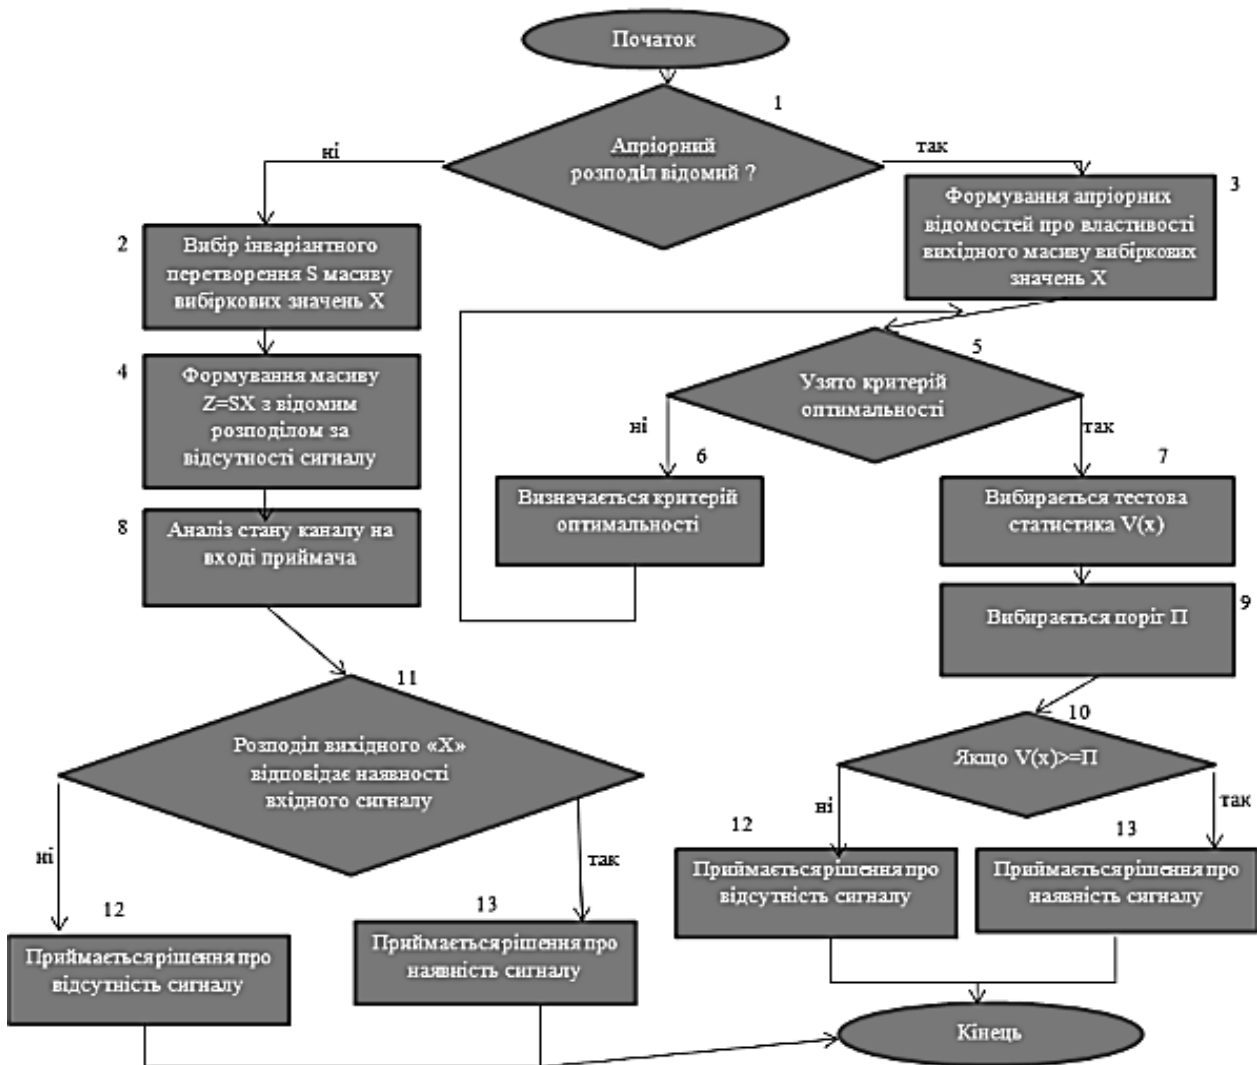 Початок
1
Апріорний
розподіл відомий ?
ні
так
3
Формування апріорних
відомостей про властивості
вихідного масиву вибіркових
значень X
2
Вибір інваріантного
перетворення S масиву
вибіркових значень X
4
Формування масиву
Z=SX з відомим
розподілом за
відсутності сигналу
5
Узято критерій
оптимальності
ні
так
6
Визначається критерій
оптимальності
7
Вибирається тестова
статистика V(x)
8
Аналіз стану каналу на
вході приймача
9
Вибирається поріг П
11
Розподіл вихідного «X»
відповідає наявності
вхідного сигналу
10
Якщо V(x)>=П
ні
так
12
Приймається рішення про
відсутність сигналу
13
Приймається рішення про
наявність сигналу
ні
так
12
Приймається рішення про
відсутність сигналу
13
Приймається рішення про
наявність сигналу
Кінець